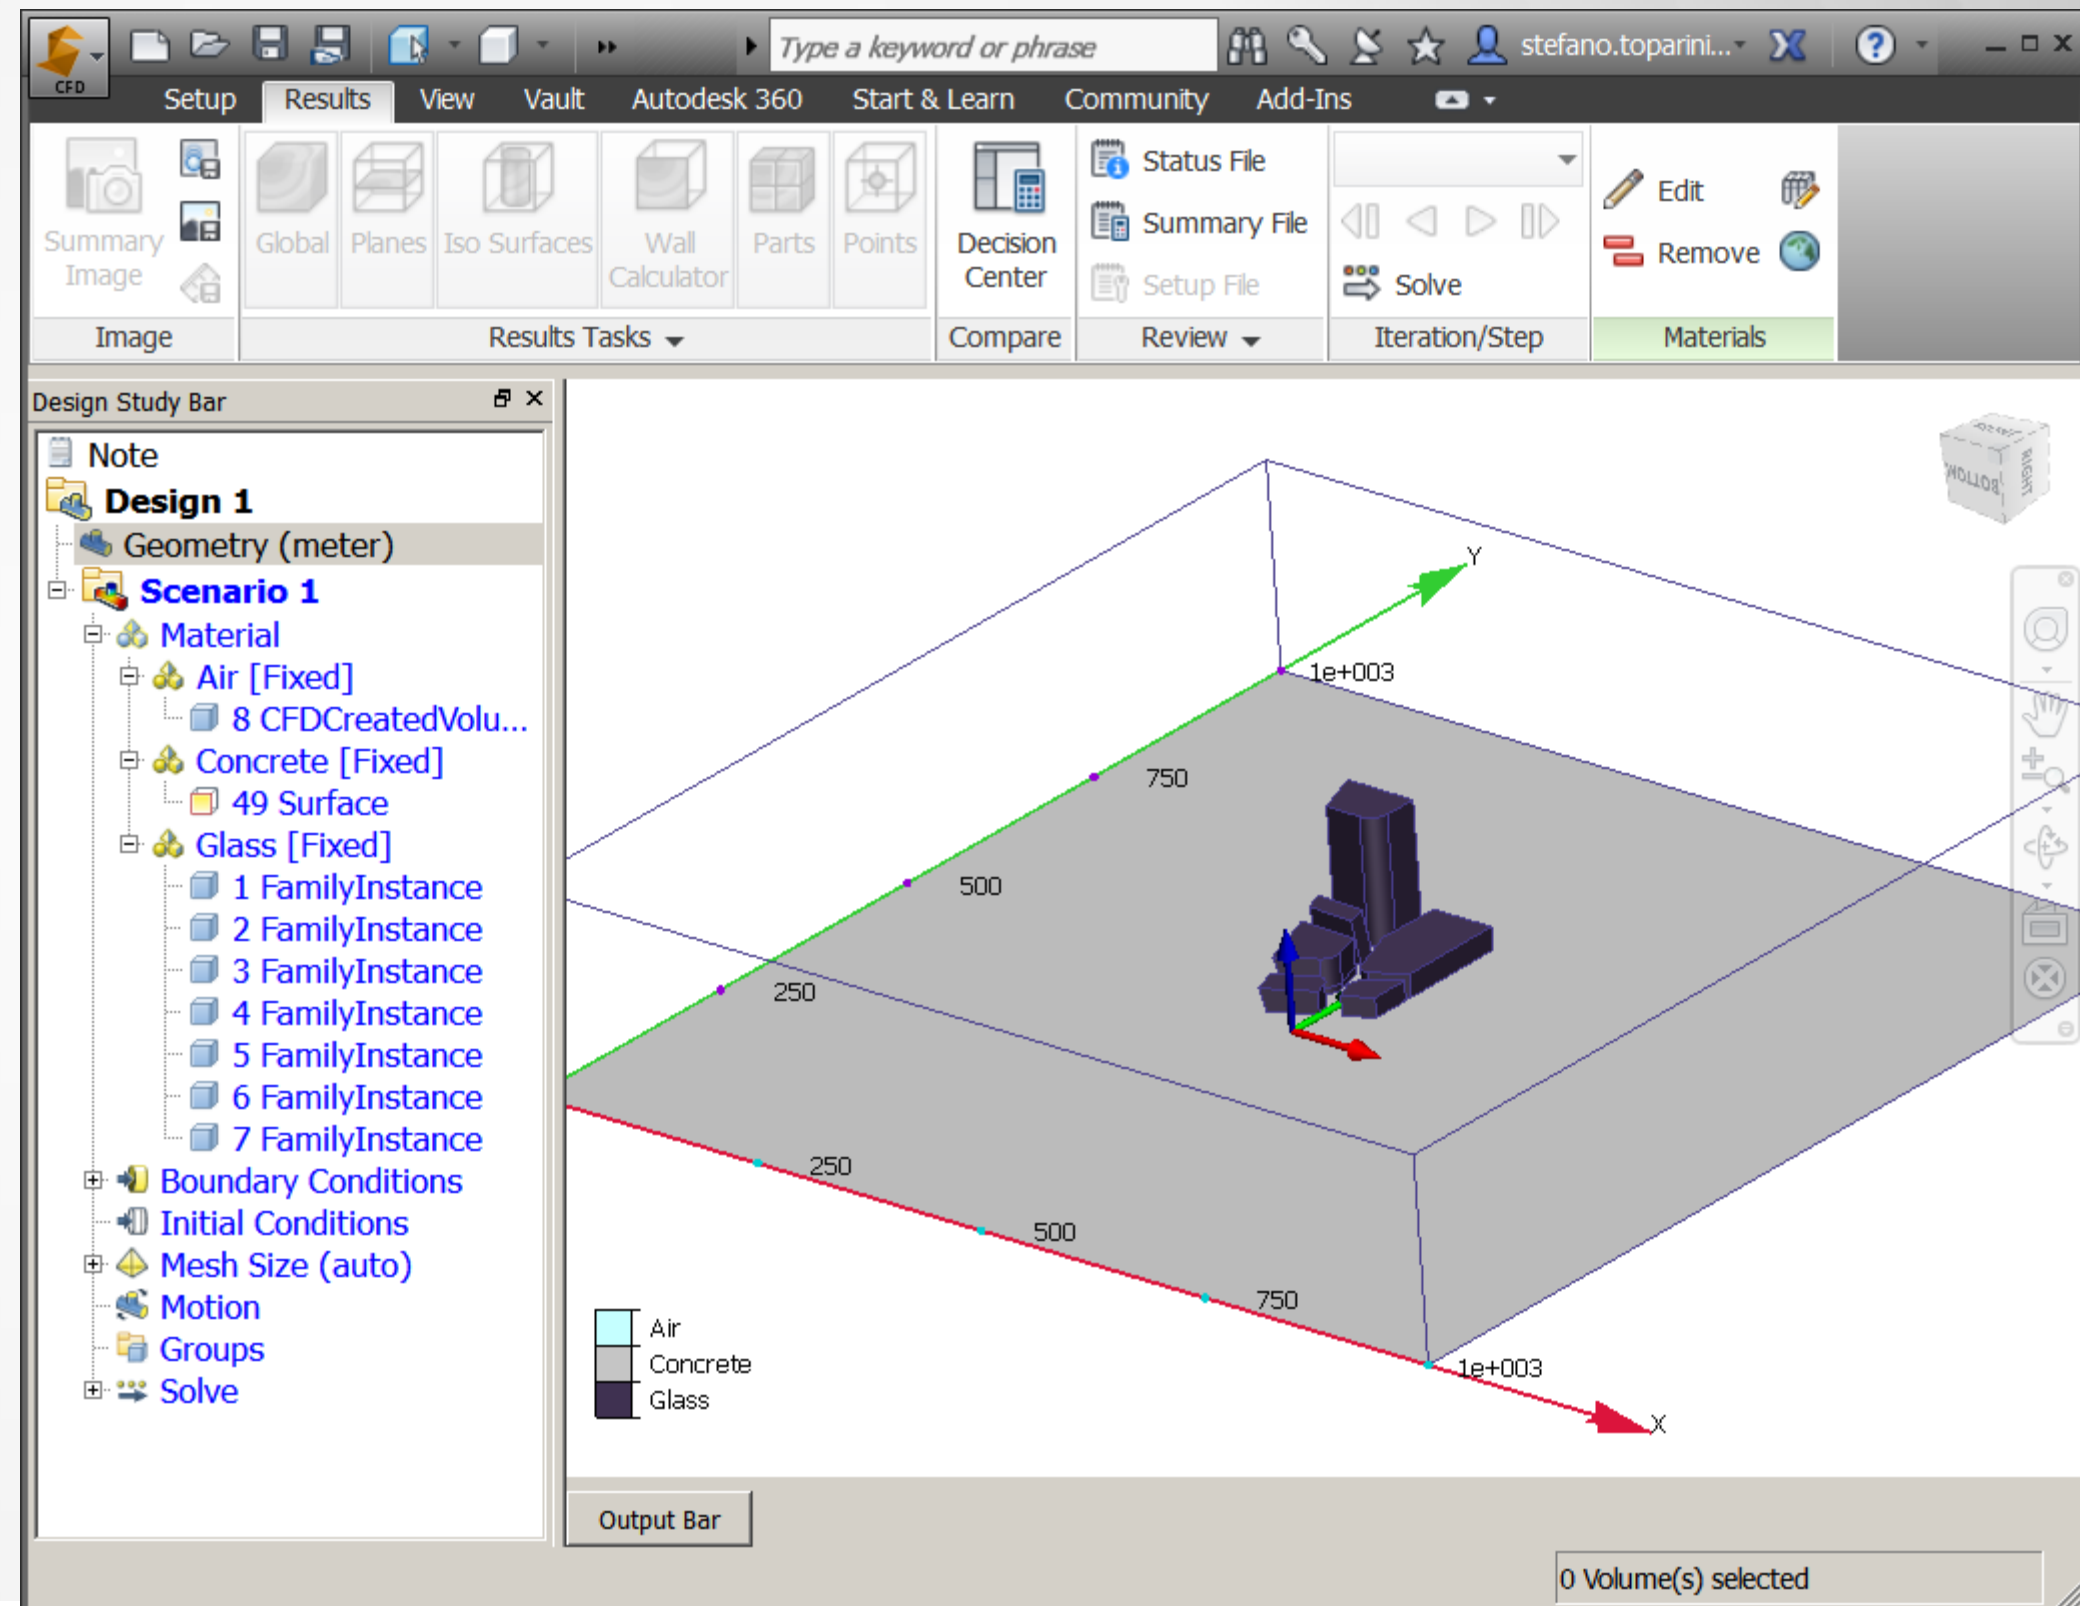 CFD
Type a keyword or phrase
stefano.toparini...
Setup Results View Vault Autodesk 360 Start & Learn Community Add-Ins
Summary Image
Global
Planes
Iso Surfaces
Wall Calculator
Parts
Points
Decision Center
Status File
Summary File
Setup File
Solve
Edit
Remove
Image
Results Tasks
Compare
Review
Iteration/Step
Materials
Design Study Bar
Note
Design 1
Geometry (meter)
Scenario 1
Material
Air [Fixed]
8 CFDCreatedVolu...
Concrete [Fixed]
49 Surface
Glass [Fixed]
1 FamilyInstance
2 FamilyInstance
3 FamilyInstance
4 FamilyInstance
5 FamilyInstance
6 FamilyInstance
7 FamilyInstance
Boundary Conditions
Initial Conditions
Mesh Size (auto)
Motion
Groups
Solve
BOTTOM
RIGHT
Y
1e+003
750
500
250
250
500
750
1e+003
X
Air
Concrete
Glass
Output Bar
0 Volume(s) selected